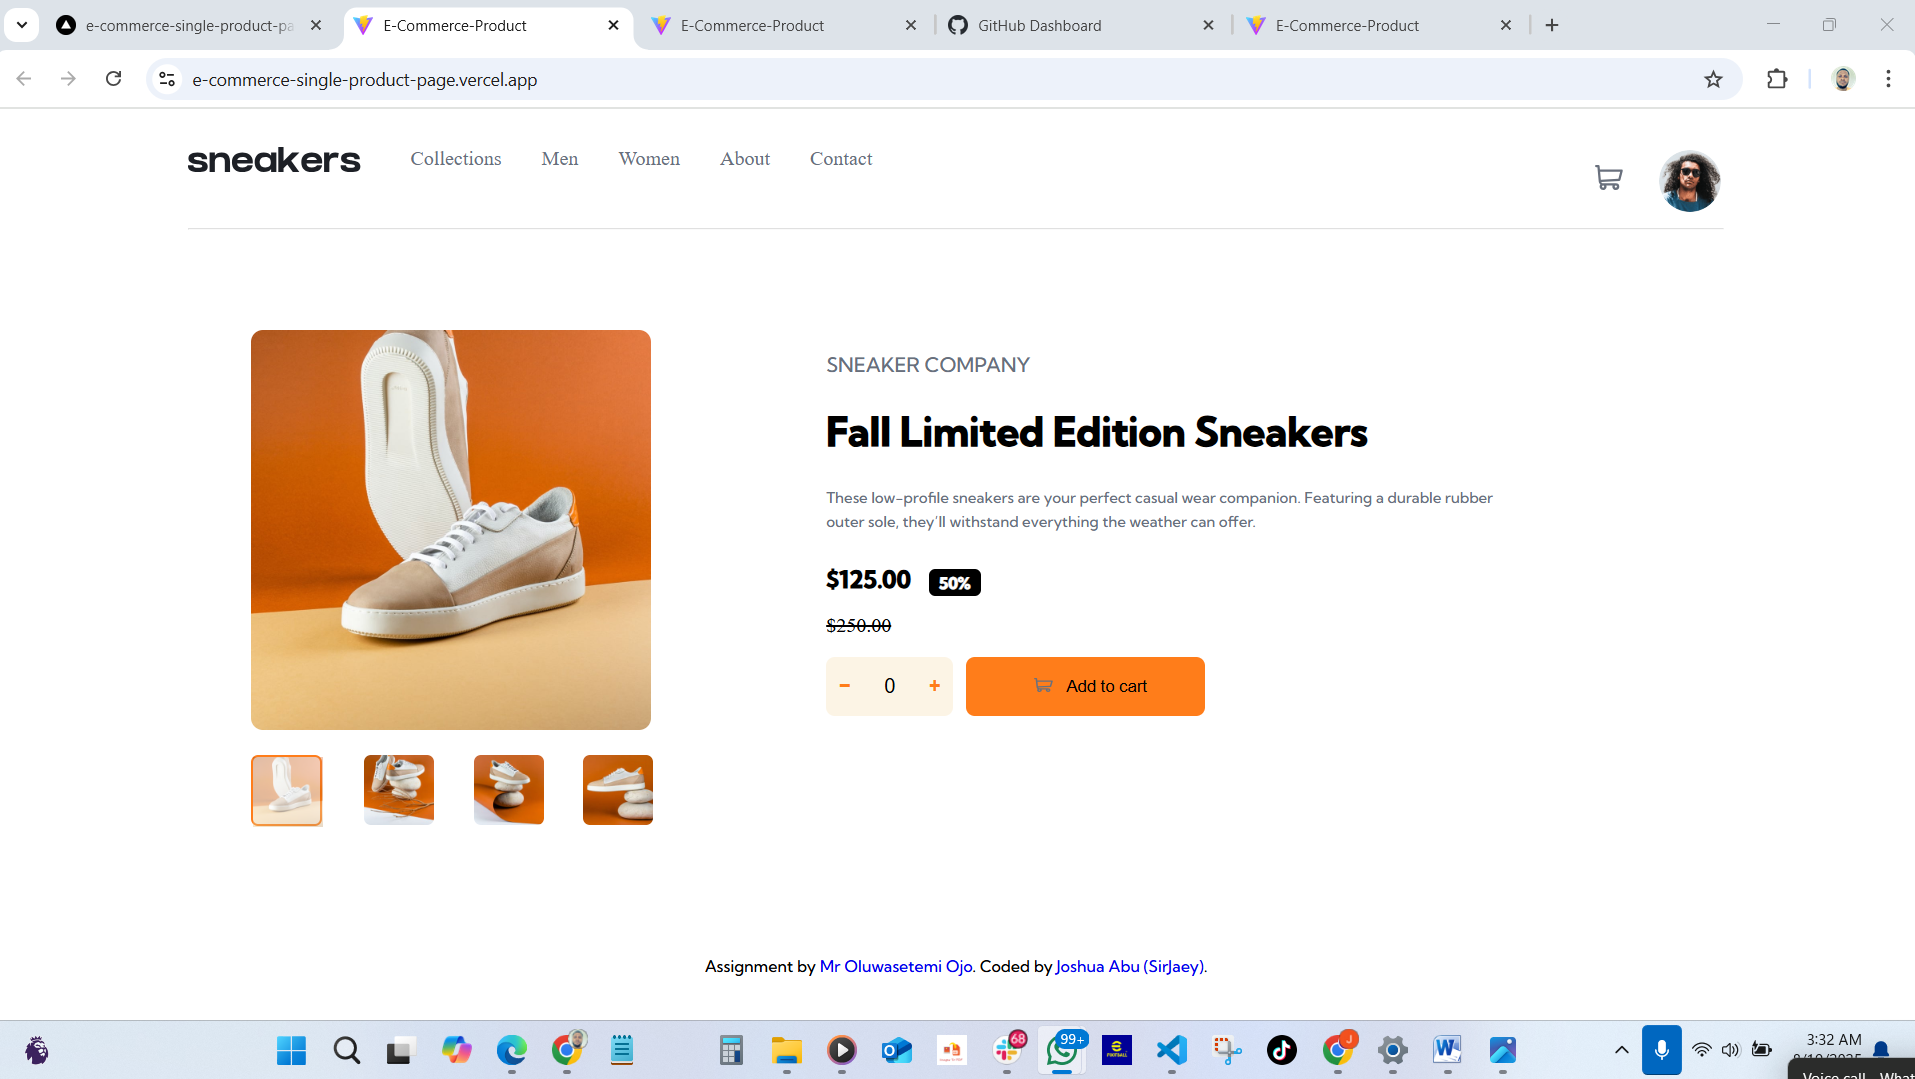 e-commerce-single-product-pa
E-Commerce-Product
E-Commerce-Product
GitHub Dashboard
E-Commerce-Product
e-commerce-single-product-page.vercel.app
sneakers
Collections
Men
Women
About
Contact
SNEAKER COMPANY
Fall Limited Edition Sneakers
These low-profile sneakers are your perfect casual wear companion. Featuring a durable rubber
outer sole, they'll withstand everything the weather can offer.
$125.00 50%
$250.00
− 0 + Add to cart
Assignment by Mr Oluwasetemi Ojo. Coded by Joshua Abu (SirJaey).
68
99+
FOOTBALL
J
3:32 AM
Voice call